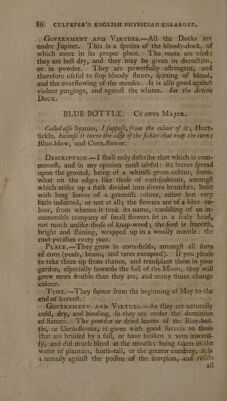 86 CULPEPER'S ENGLISH PHYSICIAN ENLARGED.
GOVERNMENT AND VIRTUES.—All the Docks are
under Jupiter. This is a species of the bloody-dock, of
which more in its proper place. The roots are used;
they are best dry, and they may be given in decoction,
or in powder. They are powerfully astringent, and
therefore useful to stop bloody fluxes, spitting of blood,
and the overflowing of the menses. It is also good against
violent purgings, and against the whites. See the Article
DOCK.
BLUE-BOTTLE. CYANUS MAJOR.
Called also Syanus, I suppose, from the colour of it; Hurt-
sickle, because it turns the edge of the sickles that reap the corn;
Blue-blow, and Corn-flower.
DESCRIPTION.—I shall only describe that which is com-
monest, and in my opinion most useful: its leaves spread
upon the ground, being of a whitish green colour, some-
what on the edges like those of corn scabious, amongst
which arises up a stalk divided into divers branches, beset
with long leaves of a greenish colour, either but very
little indented, or not at all; the flowers are of a blue co-
lour, from whence it took its name, consisting of an in-
numerable company of small flowers set in a scaly head,
not much unlike those of knap-weed; the seed is smooth,
bright and shining, wrapped up in a woolly mantle: the
root perishes every year.
PLACE.—They grow in corn-fields, amongst all sorts
of corn (pease, beans, and tares excepted). If you please
to take them up from thence, and transplant them in your
garden, especially towards the full of the Moon, they will
grow more double than they are, and many times change
colour.
TIME.—They flower from the beginning of May to the
end of harvest.
GOVERNMENT AND VIRTUES.—As they are naturally
cold, dry, and binding, so they are under the dominion
of Saturn. The powder or dried leaves of the Blue-bot-
tle, or Corn-flower, is given with good success to those
that are bruised by a fall, or have broken a vein inward-
ly, and did much bleed at the mouth: being taken in the
water of plantain, horse-tail, or the greater comfrey, it is
a remedy against the poison of the scorpion, and resists
all